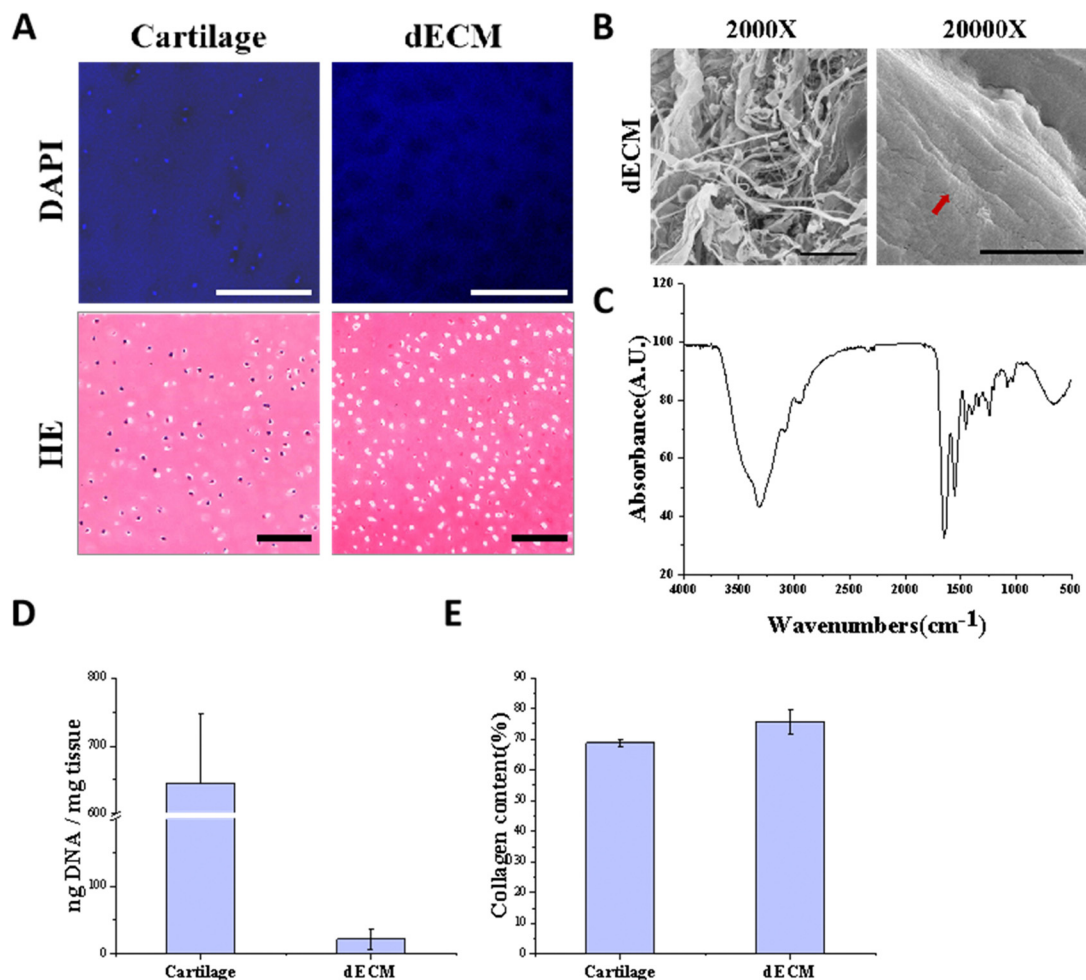 A
Cartilage dECM
DAPI
HE
B
2000X 20000X
dECM
C
120
100
80
60
40
20
Absorbance(A.U.)
4000 3500 3000 2500 2000 1500 1000 500
Wavenumbers(cm-1)
D
800
700
600
100
0
ng DNA / mg tissue
Cartilage dECM
E
90
80
70
60
50
40
30
20
10
0
Collagen content(%)
Cartilage dECM